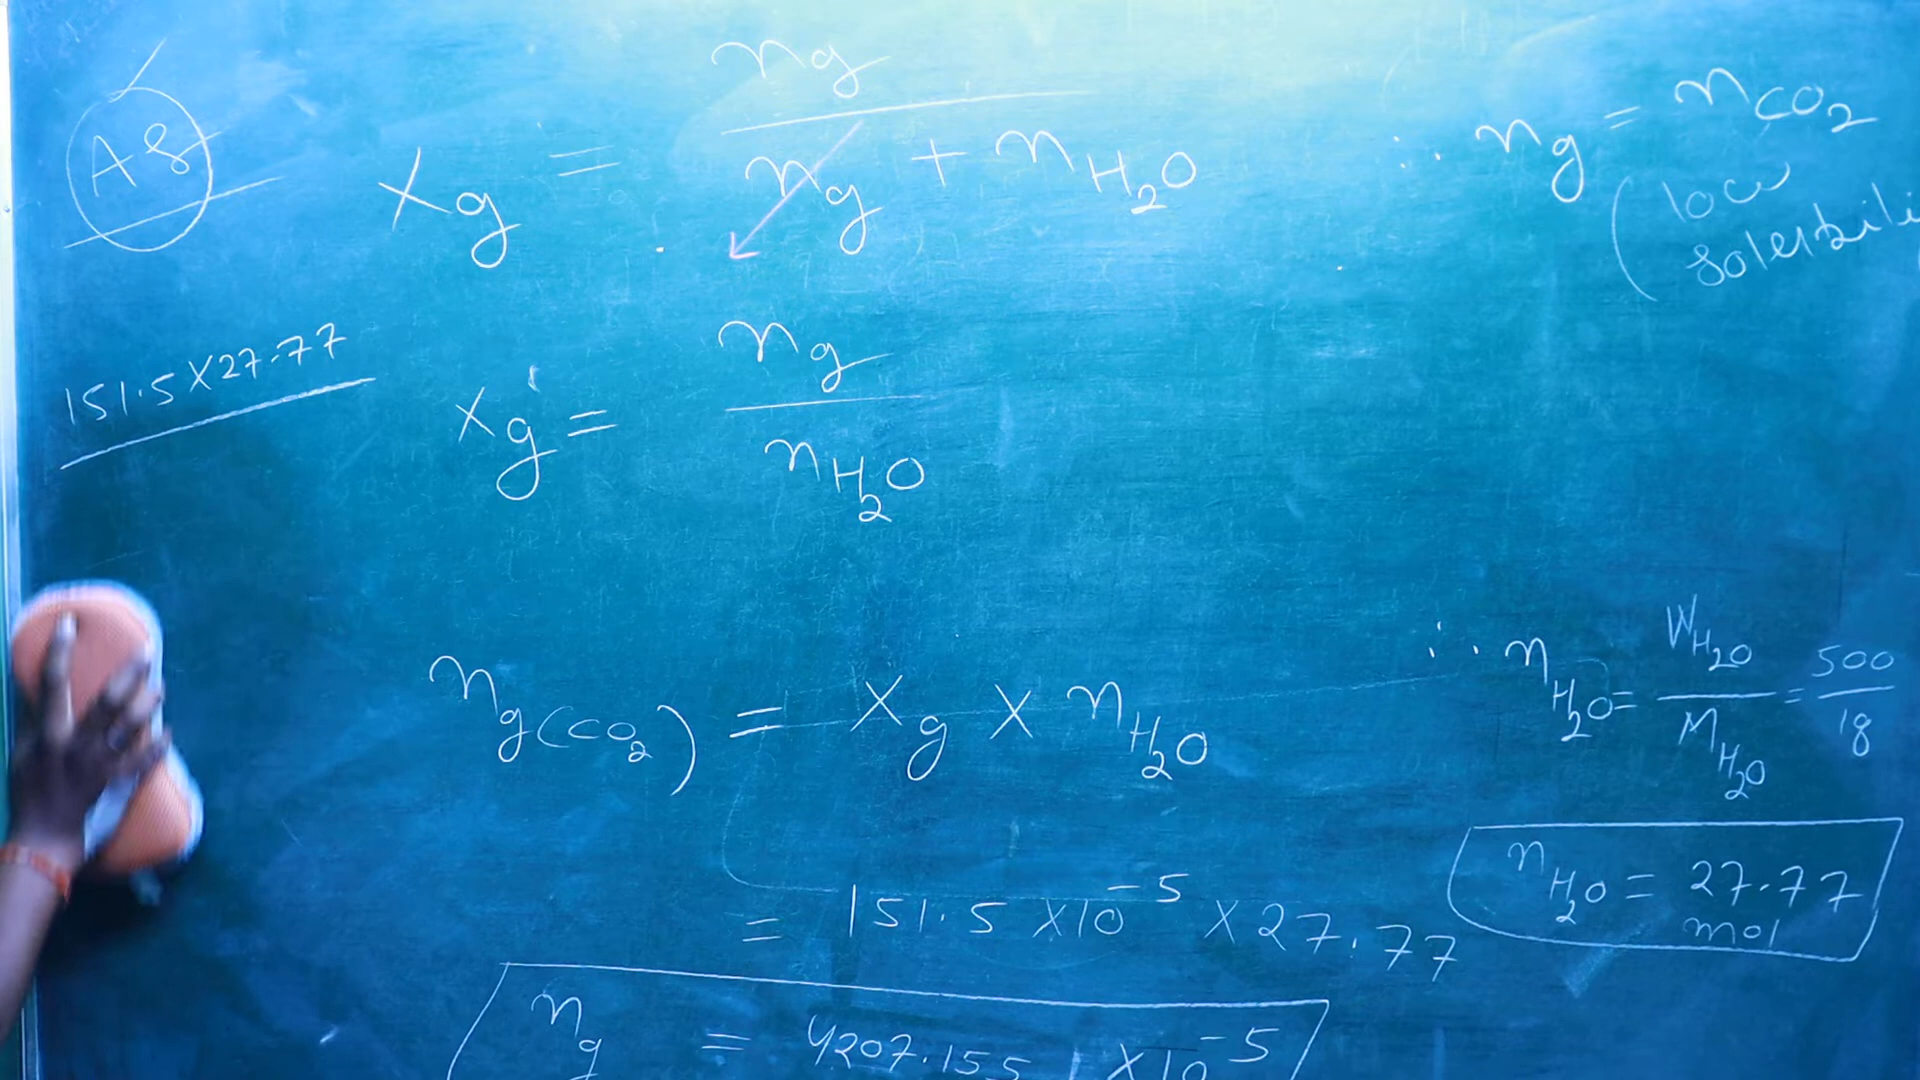 A8
Xg = ng / (ng + nH₂O)
∴ ng = nCO₂
(low
151.5 X 27.77
Xg = ng / nH₂O
ng(CO₂) = Xg X nH₂O
∴ nH₂O = WH₂O / MH₂O = 500 / 18
nH₂O = 27.77
mol
= 151.5 X10⁻⁵ X 27.77
ng = 4207.155 X10⁻⁵